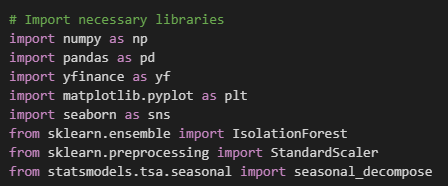 # Import necessary libraries
import numpy as np
import pandas as pd
import yfinance as yf
import matplotlib.pyplot as plt
import seaborn as sns
from sklearn.ensemble import IsolationForest
from sklearn.preprocessing import StandardScaler
from statsmodels.tsa.seasonal import seasonal_decompose